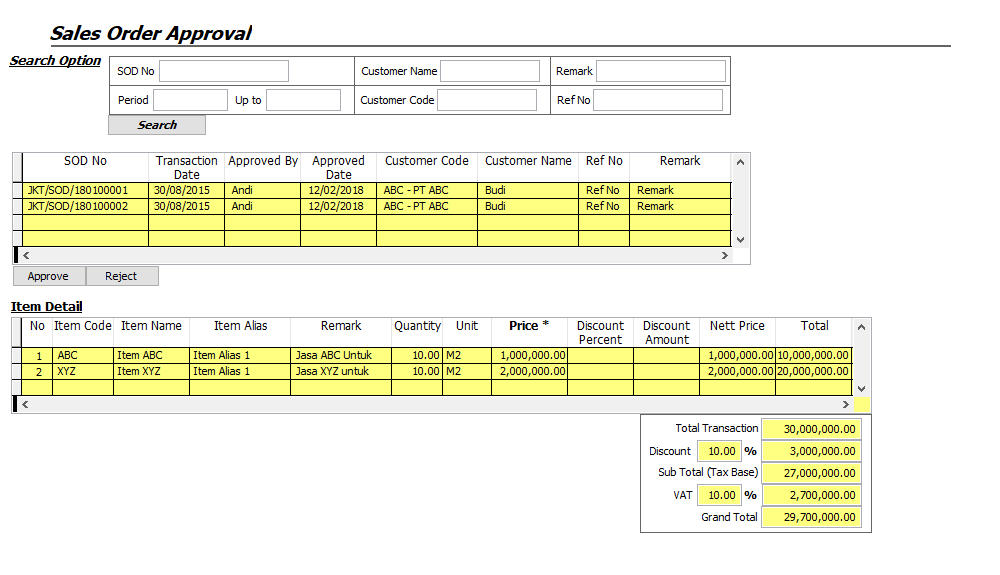 Sales Order Approval
Search Option
SOD No Customer Name Remark
Period Up to Customer Code Ref No
Search
SOD No Transaction Date Approved By Approved Date Customer Code Customer Name Ref No Remark
JKT/SOD/180100001 30/08/2015 Andi 12/02/2018 ABC - PT ABC Budi Ref No Remark
JKT/SOD/180100002 30/08/2015 Andi 12/02/2018 ABC - PT ABC Budi Ref No Remark
Approve Reject
Item Detail
No Item Code Item Name Item Alias Remark Quantity Unit Price * Discount Percent Discount Amount Nett Price Total
1 ABC Item ABC Item Alias 1 Jasa ABC Untuk 10.00 M2 1,000,000.00 1,000,000.00 10,000,000.00
2 XYZ Item XYZ Item Alias 1 Jasa XYZ untuk 10.00 M2 2,000,000.00 2,000,000.00 20,000,000.00
Total Transaction 30,000,000.00
Discount 10.00 % 3,000,000.00
Sub Total (Tax Base) 27,000,000.00
VAT 10.00 % 2,700,000.00
Grand Total 29,700,000.00